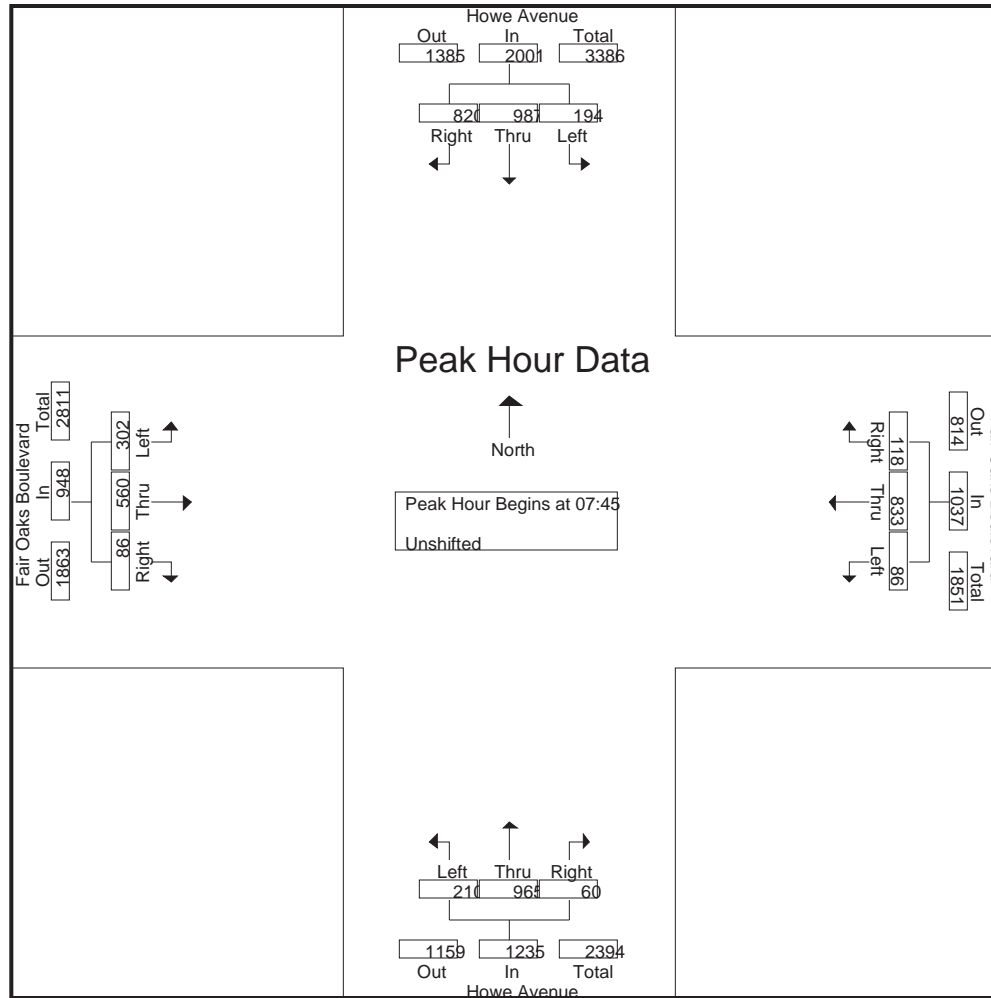 Howe Avenue
Out In Total
1385 2001 3386
820 987 194
Right Thru Left
Peak Hour Data
North
Peak Hour Begins at 07:45
Unshifted
Fair Oaks Boulevard
Out In Total
1863 948 2811
302 560 86
Left Thru Right
Out In Total
814 1037 1851
118 833 86
Right Thru Left
Left Thru Right
210 965 60
1159 1235 2394
Out In Total
Howe Avenue